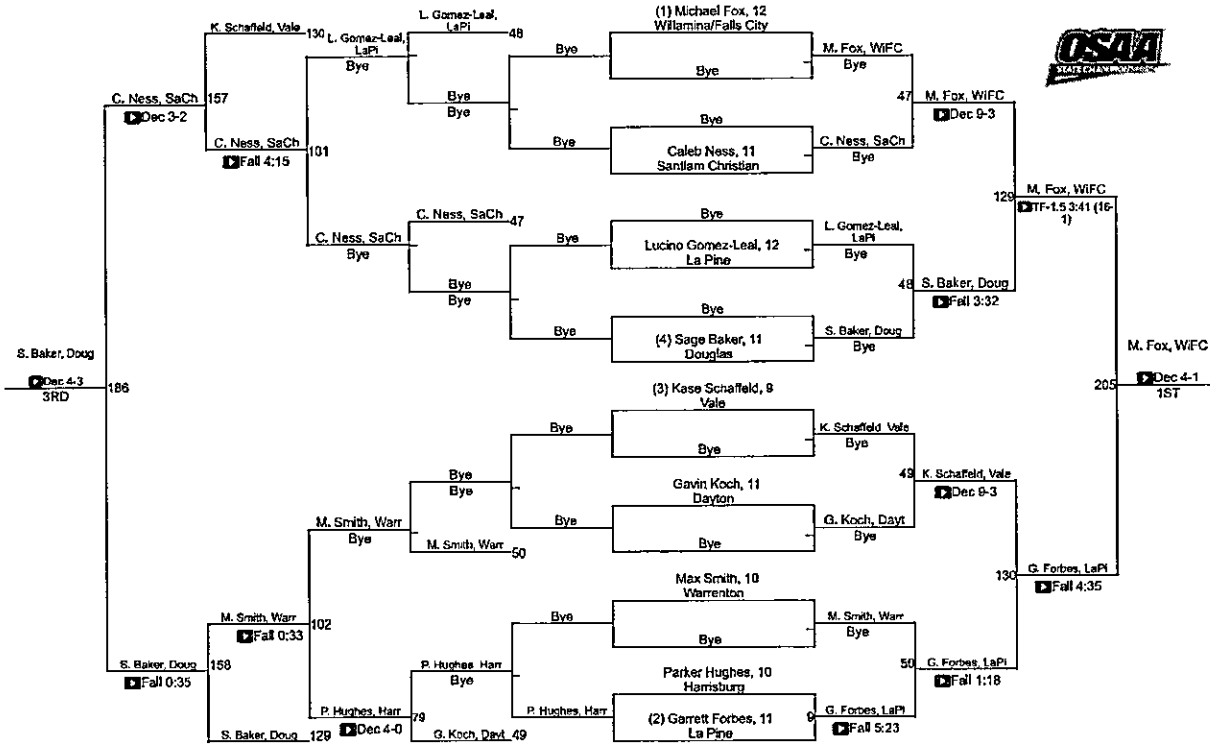 OSAA
K. Schaffeld, Vale 130
C. Ness, SaCh 157
Dec 3-2
C. Ness, SaCh
Fall 4:15
101
L. Gomez-Leal,
LaPi
Bye
L. Gomez-Leal,
LaPi 48
Bye
Bye
C. Ness, SaCh
Bye
C. Ness, SaCh 47
Bye
Bye
Bye
Bye
Bye
Bye
(1) Michael Fox, 12
Willamina/Falls City
Bye
Bye
Caleb Ness, 11
Santiam Christian
Bye
Lucino Gomez-Leal, 12
La Pine
Bye
(4) Sage Baker, 11
Douglas
M. Fox, WiFC
Bye
C. Ness, SaCh
Bye
47
M. Fox, WiFC
Dec 9-3
L. Gomez-Leal,
LaPi
Bye
S. Baker, Doug
Bye
48
S. Baker, Doug
Fall 3:32
129
M. Fox, WiFC
TF-1.5 3:41 (16-
1)
S. Baker, Doug
Dec 4-3
3RD
186
M. Fox, WiFC
Dec 4-1
1ST
205
S. Baker, Doug
Fall 0:35
158
M. Smith, Warr
Fall 0:33
S. Baker, Doug 129
102
M. Smith, Warr
Bye
Bye
Bye
M. Smith, Warr 50
P. Hughes, Harr
Dec 4-0
79
P. Hughes, Harr
Bye
G. Koch, Dayt 49
Bye
Bye
Bye
P. Hughes, Harr
(3) Kase Schaffeld, 9
Vale
Bye
Gavin Koch, 11
Dayton
Bye
Max Smith, 10
Warrenton
Bye
Parker Hughes, 10
Harrisburg
(2) Garrett Forbes, 11
La Pine
9
K. Schaffeld, Vale
Bye
G. Koch, Dayt
Bye
49
K. Schaffeld, Vale
Dec 9-3
M. Smith, Warr
Bye
G. Forbes, LaPi
Fall 5:23
50
G. Forbes, LaPi
Fall 1:18
130
G. Forbes, LaPi
Fall 4:35